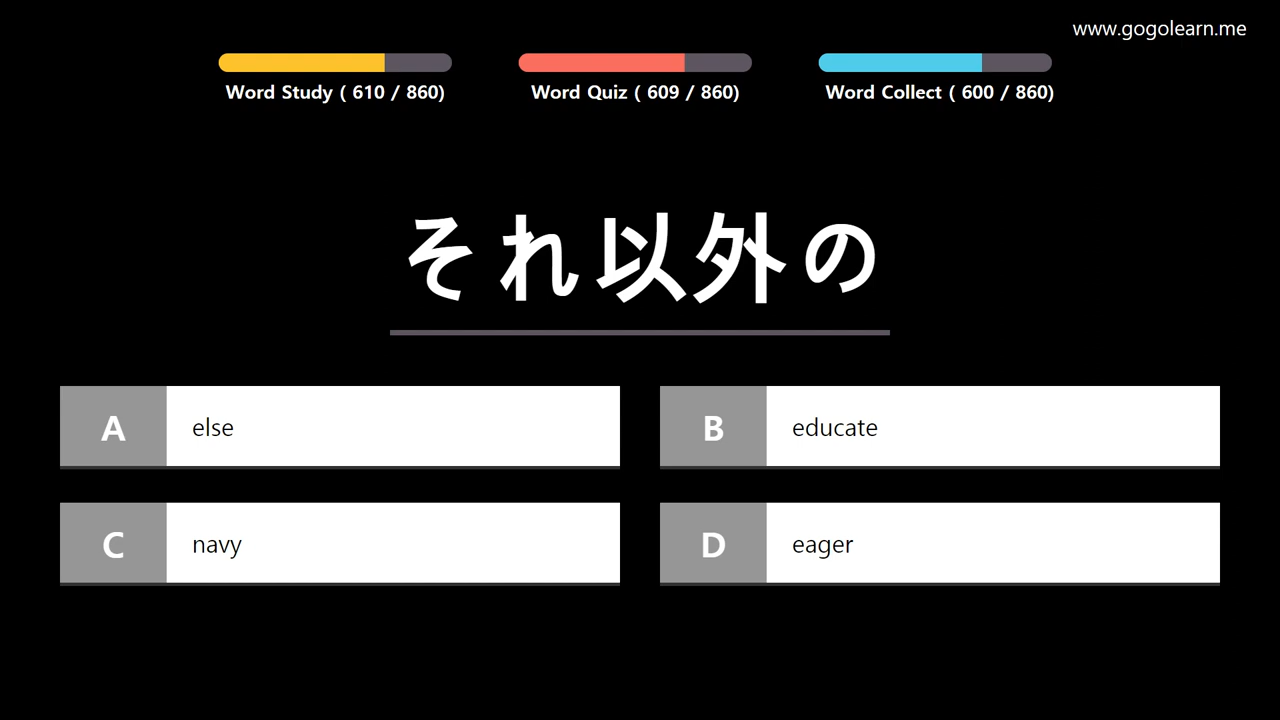 www.gogolearn.me
Word Study ( 610 / 860)
Word Quiz ( 609 / 860)
Word Collect ( 600 / 860)
それ以外の
A else
B educate
C navy
D eager